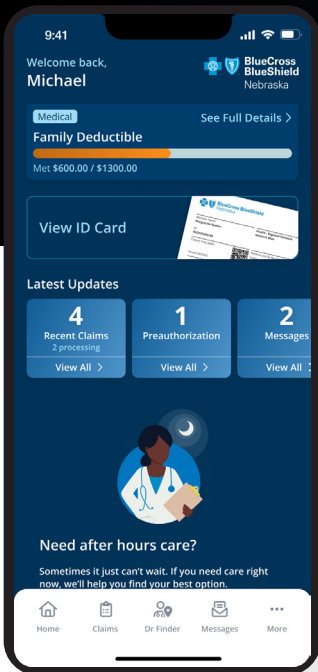 9:41
Welcome back,
Michael
BlueCross
BlueShield
Nebraska
Medical
See Full Details >
Family Deductible
Met $600.00 / $1300.00
View ID Card
BlueCross BlueShield
Nebraska
Latest Updates
4
Recent Claims
2 processing
View All >
1
Preauthorization
View All >
2
Messages
View All
Need after hours care?
Sometimes it just can't wait. If you need care right
now, we'll help you find your best option.
Home
Claims
Dr Finder
Messages
More